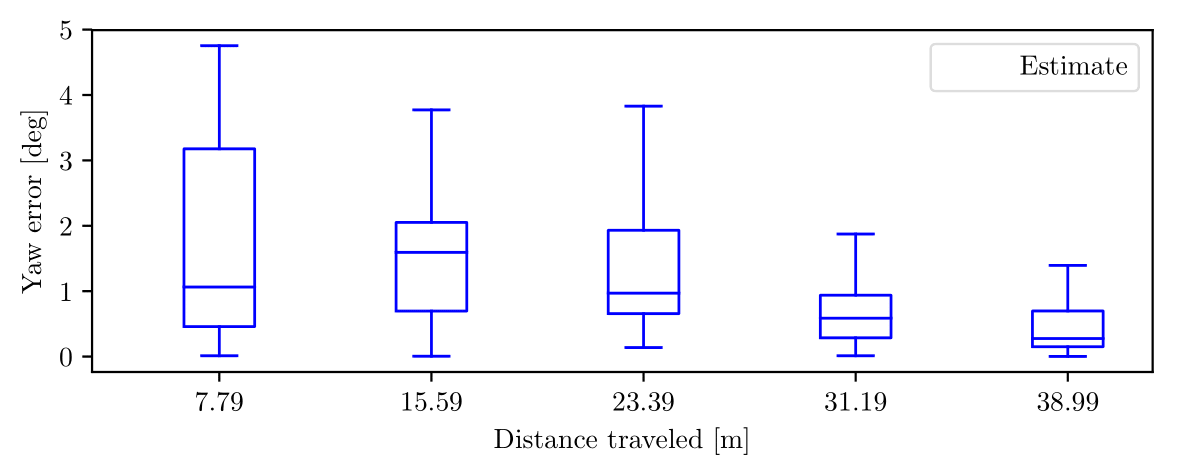 5
4
3
2
1
0
Yaw error [deg]
Estimate
7.79 15.59 23.39 31.19 38.99
Distance traveled [m]